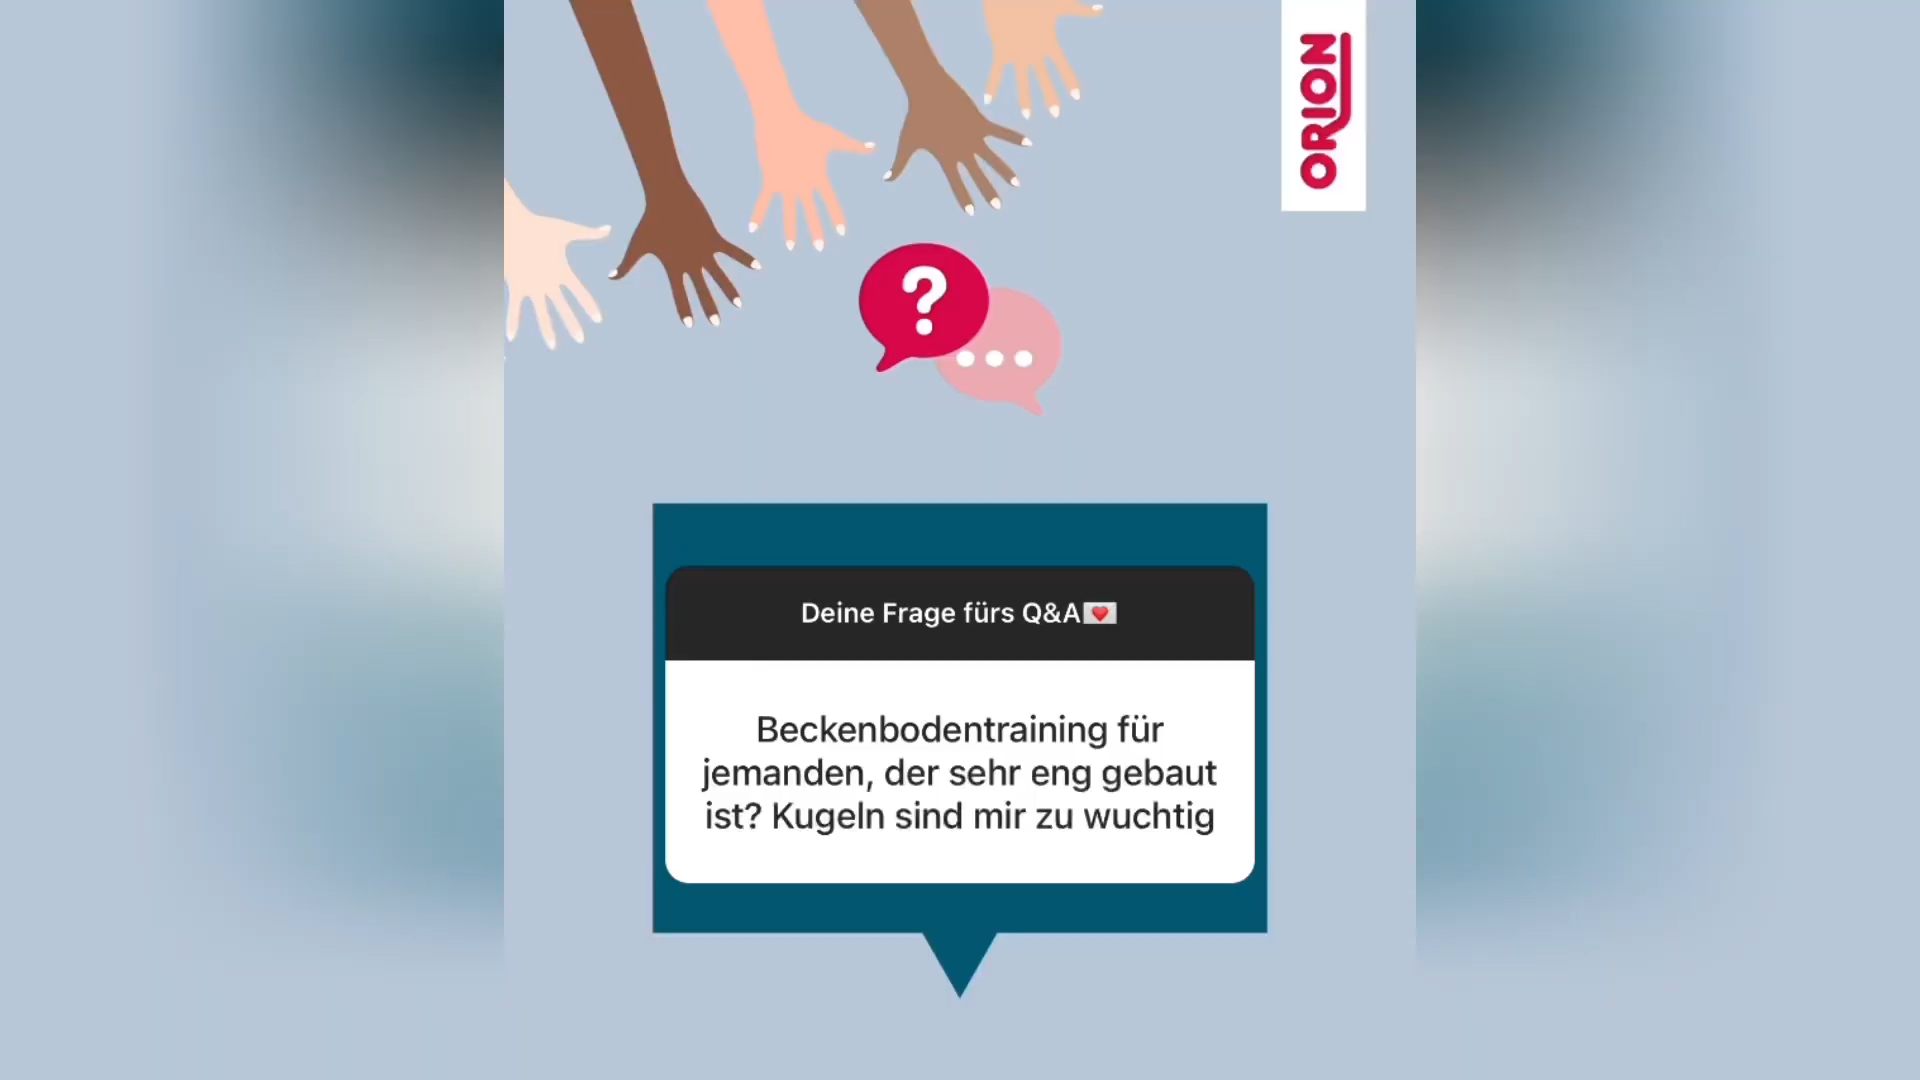 ORION
Deine Frage fürs Q&A💌
Beckenbodentraining für
jemanden, der sehr eng gebaut
ist? Kugeln sind mir zu wuchtig